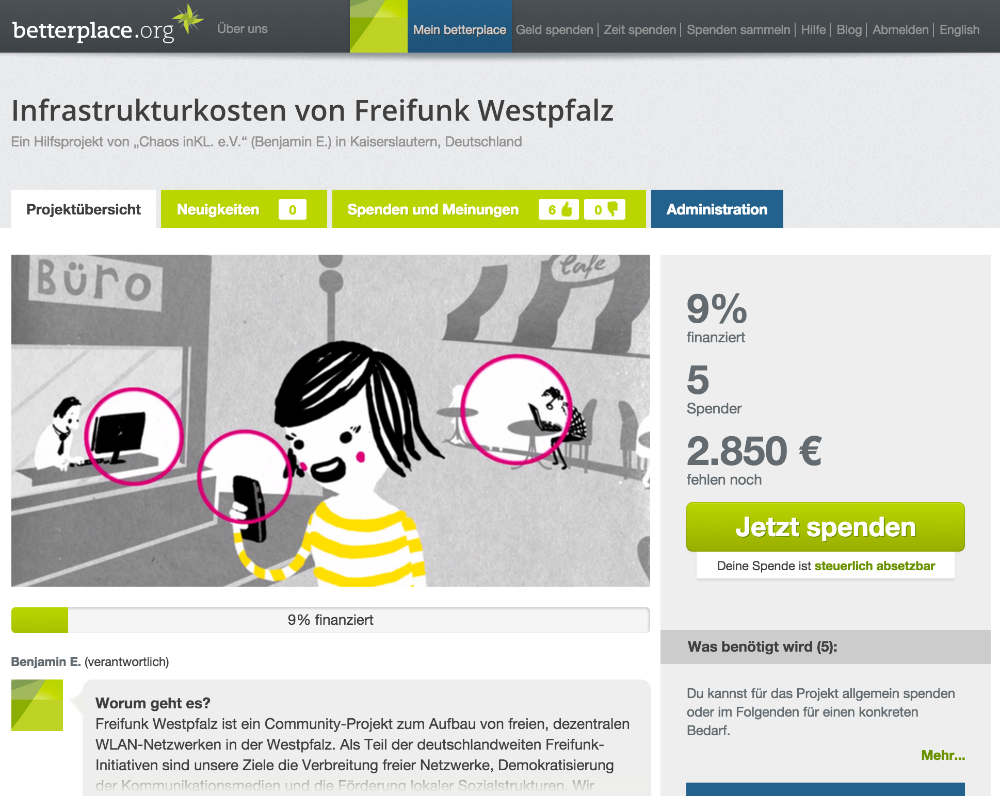 betterplace.org
Über uns
Mein betterplace
Geld spenden
Zeit spenden
Spenden sammeln
Hilfe
Blog
Abmelden
English
Infrastrukturkosten von Freifunk Westpfalz
Ein Hilfsprojekt von „Chaos inKL. e.V.“ (Benjamin E.) in Kaiserslautern, Deutschland
Projektübersicht
Neuigkeiten 0
Spenden und Meinungen 6 0
Administration
Büro
Cafe
9% finanziert
Benjamin E. (verantwortlich)
Worum geht es?
Freifunk Westpfalz ist ein Community-Projekt zum Aufbau von freien, dezentralen
WLAN-Netzwerken in der Westpfalz. Als Teil der deutschlandweiten Freifunk-
Initiativen sind unsere Ziele die Verbreitung freier Netzwerke, Demokratisierung
der Kommunikationsmedien und die Förderung lokaler Sozialstrukturen. Wir
9%
finanziert
5
Spender
2.850 €
fehlen noch
Jetzt spenden
Deine Spende ist steuerlich absetzbar
Was benötigt wird (5):
Du kannst für das Projekt allgemein spenden
oder im Folgenden für einen konkreten
Bedarf.
Mehr...